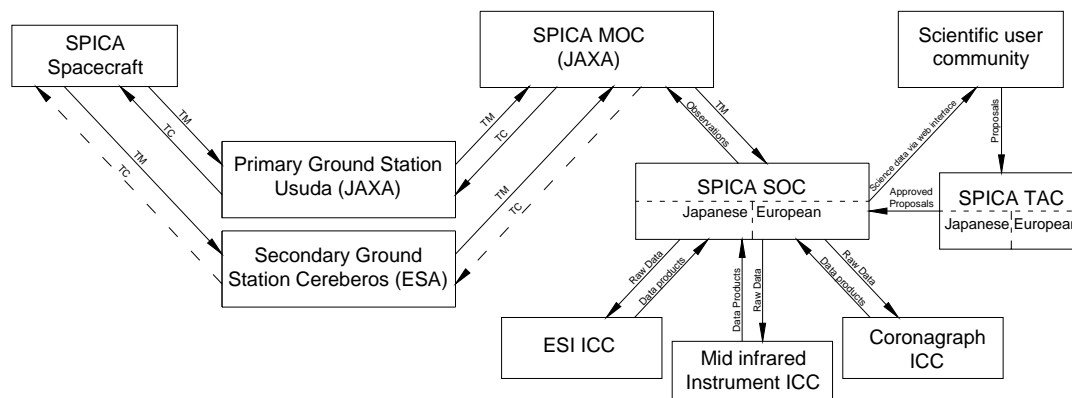 SPICA
Spacecraft
SPICA MOC
(JAXA)
Scientific user
community
TM
TC
TM
TC
TM
TC
TM
TC
Observations
TM
Science data via web interface
Proposals
Primary Ground Station
Usuda (JAXA)
Secondary Ground
Station Cereberos (ESA)
SPICA SOC
Japanese
European
Approved
Proposals
SPICA TAC
Japanese
European
Raw Data
Data products
Data Products
Raw Data
Data products
Raw Data
ESI ICC
Mid infrared
Instrument ICC
Coronagraph
ICC